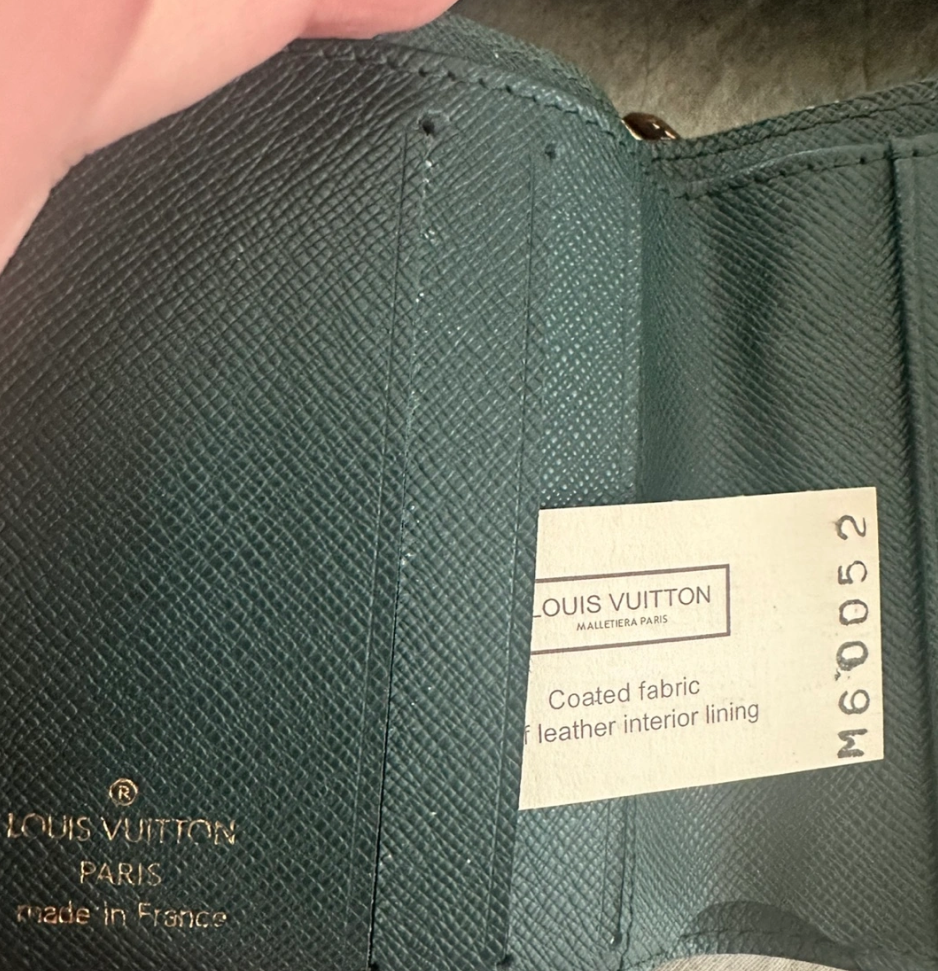 ®
LOUIS VUITTON
PARIS
made in France
LOUIS VUITTON
MALLETIERA PARIS
Coated fabric
f leather interior lining
M60052